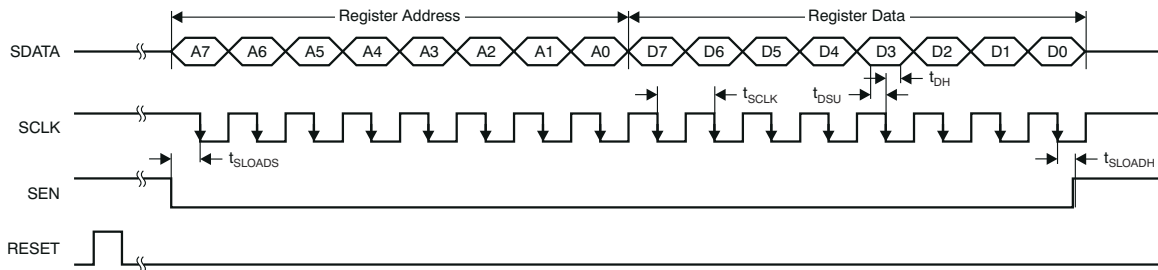 Register Address Register Data
SDATA A7 A6 A5 A4 A3 A2 A1 A0 D7 D6 D5 D4 D3 D2 D1 D0
tDH
SCLK tSCLK tDSU
tSLOADS tSLOADH
SEN
RESET